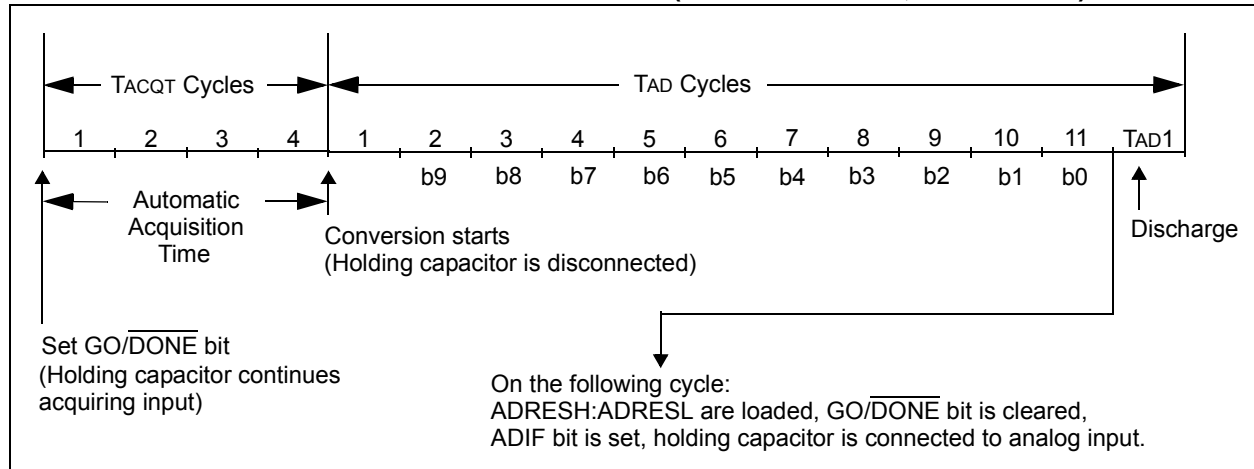 TACQT Cycles
TAD Cycles
1 2 3 4 1 2 3 4 5 6 7 8 9 10 11 TAD1
b9 b8 b7 b6 b5 b4 b3 b2 b1 b0
Automatic
Acquisition
Time
Conversion starts
(Holding capacitor is disconnected)
Discharge
Set GO/DONE bit
(Holding capacitor continues
acquiring input)
On the following cycle:
ADRESH:ADRESL are loaded, GO/DONE bit is cleared,
ADIF bit is set, holding capacitor is connected to analog input.